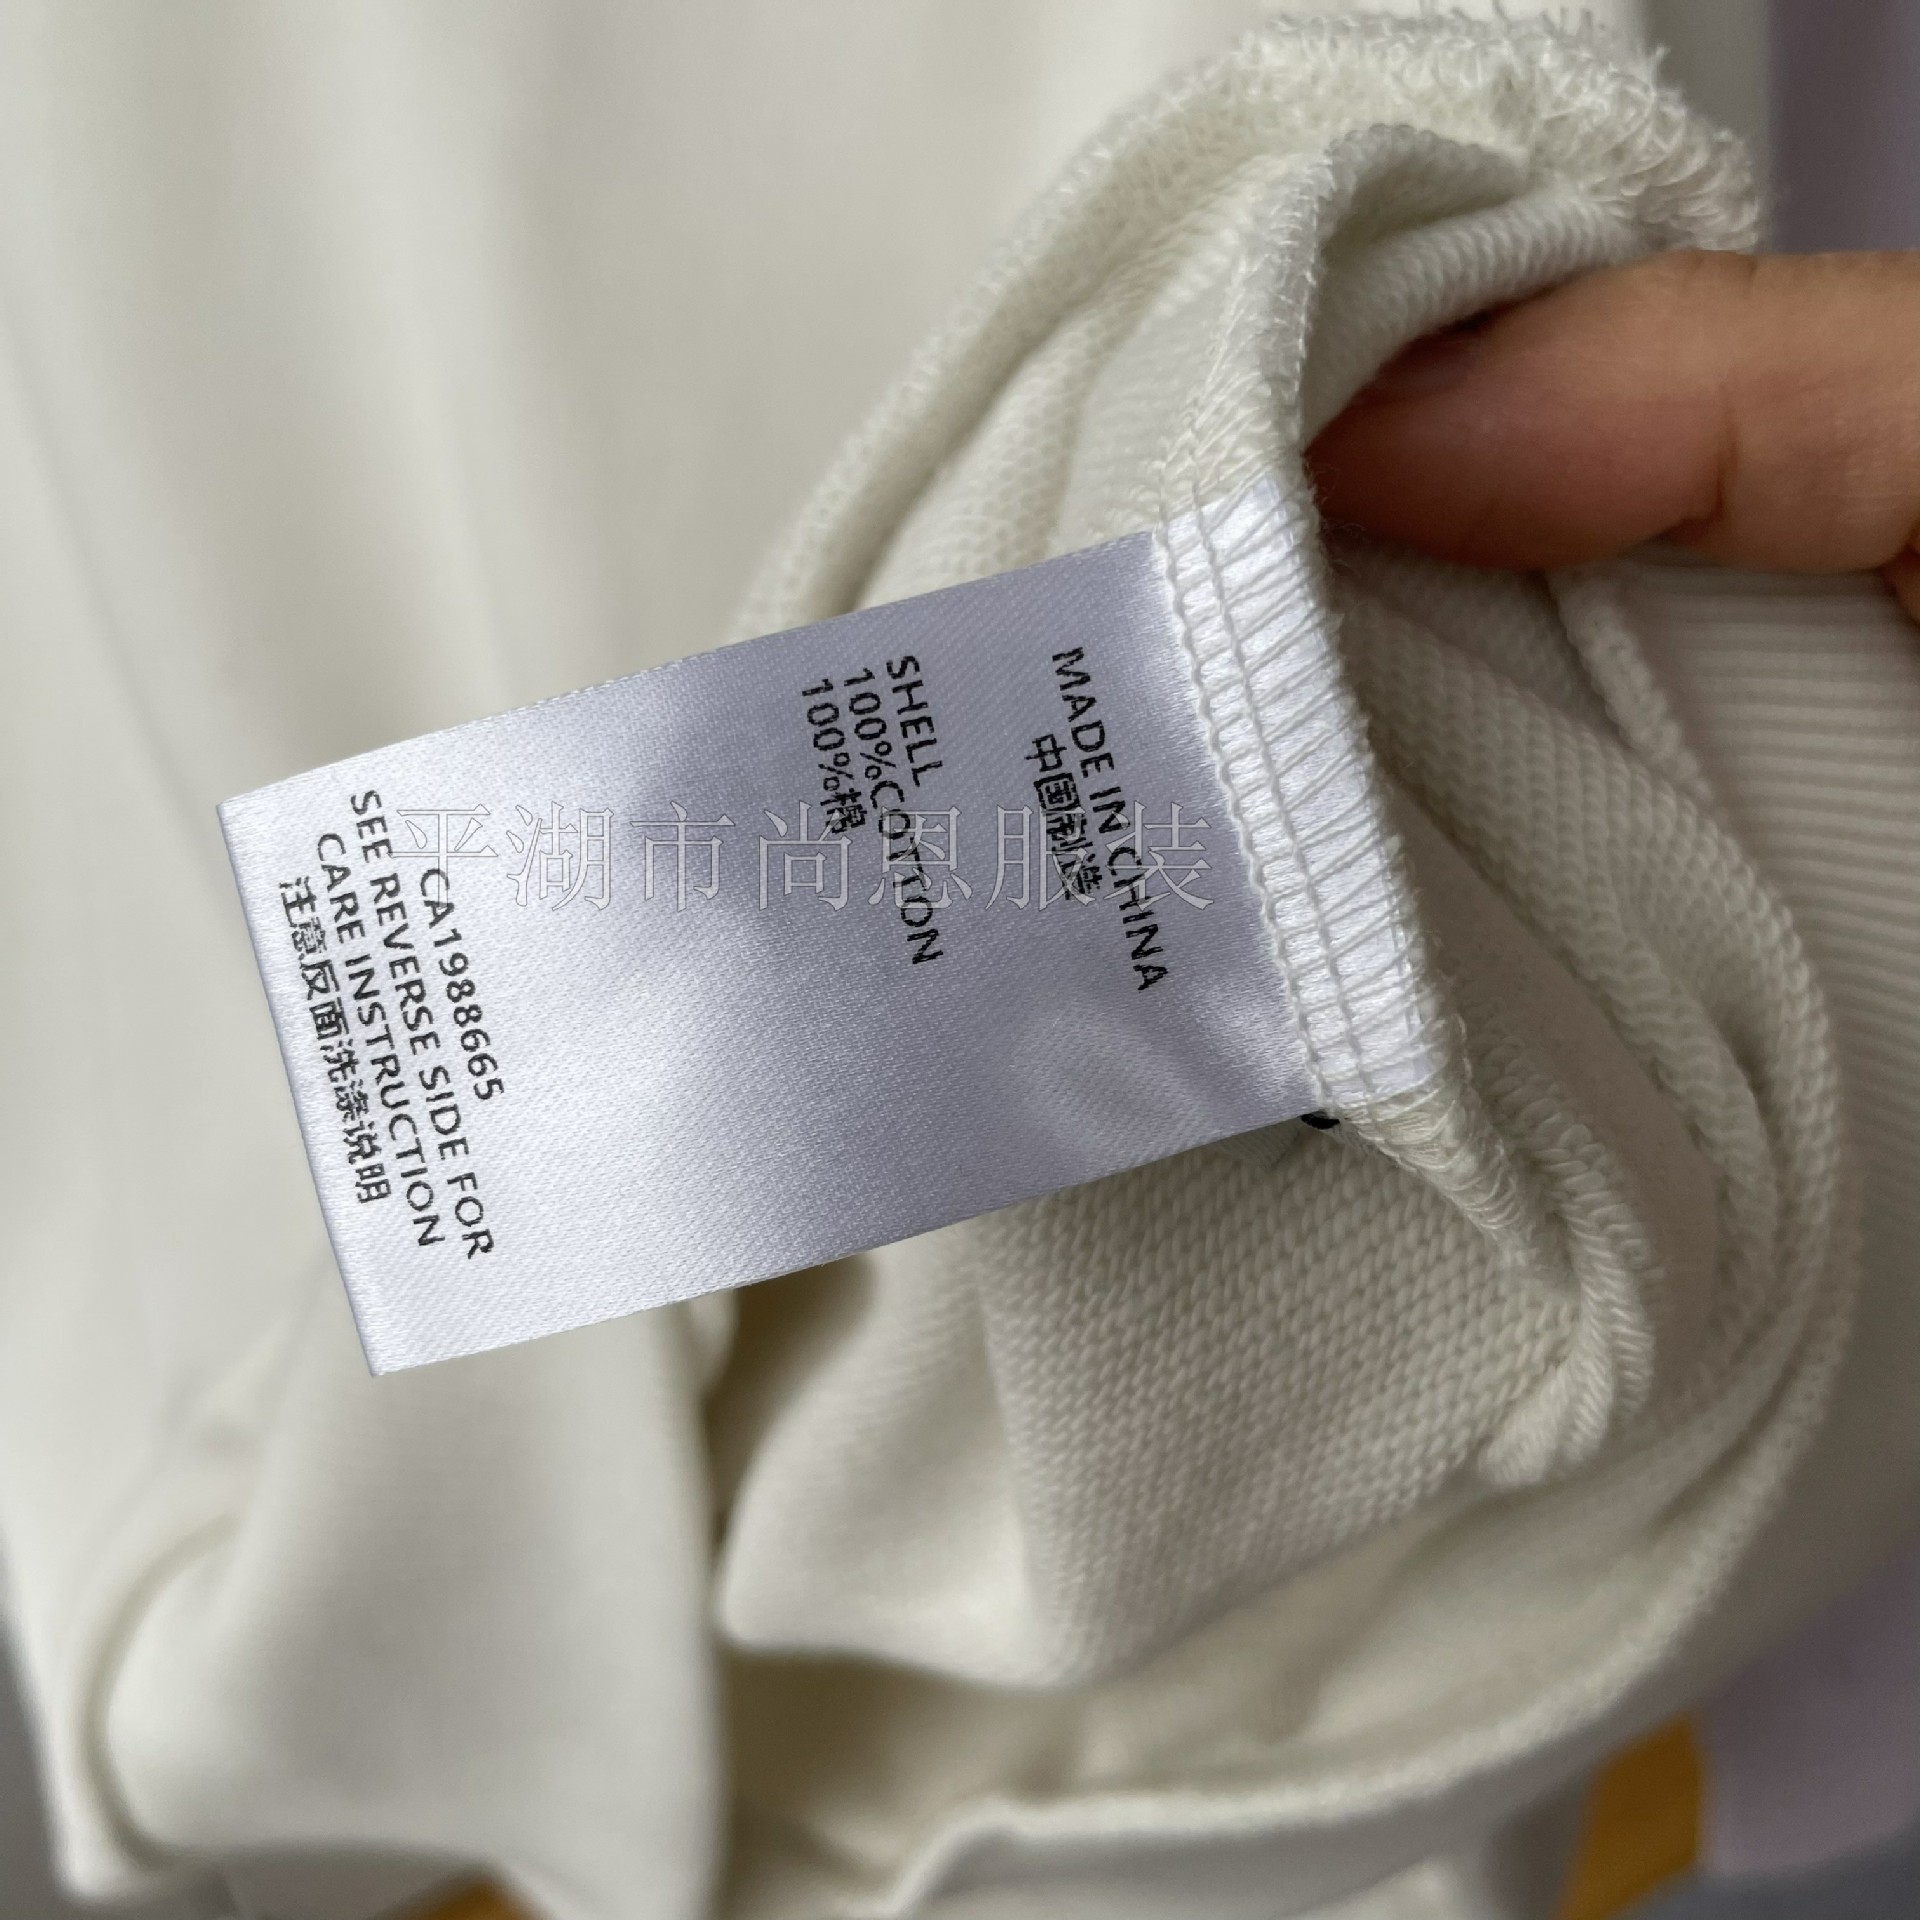 MADE IN CHINA
中国制造
SHELL
100%COTTON
100%棉
CA1988665
SEE REVERSE SIDE FOR
CARE INSTRUCTION
注意反面洗涤说明
平湖市尚恩服装